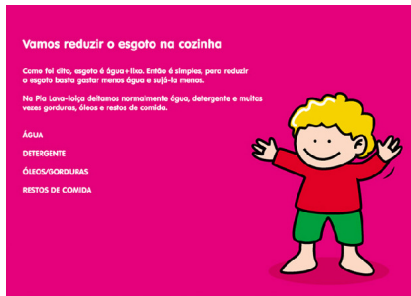 Vamos reduzir o esgoto na cozinha
Como foi dito, esgoto é água+lixo. Então é simples, para reduzir
o esgoto basta gastar menos água e sujá-la menos.
Na Pia Lava-loiça deitamos normalmente água, detergente e muitas
vezes gorduras, óleos e restos de comida.
ÁGUA
DETERGENTE
ÓLEOS/GORDURAS
RESTOS DE COMIDA